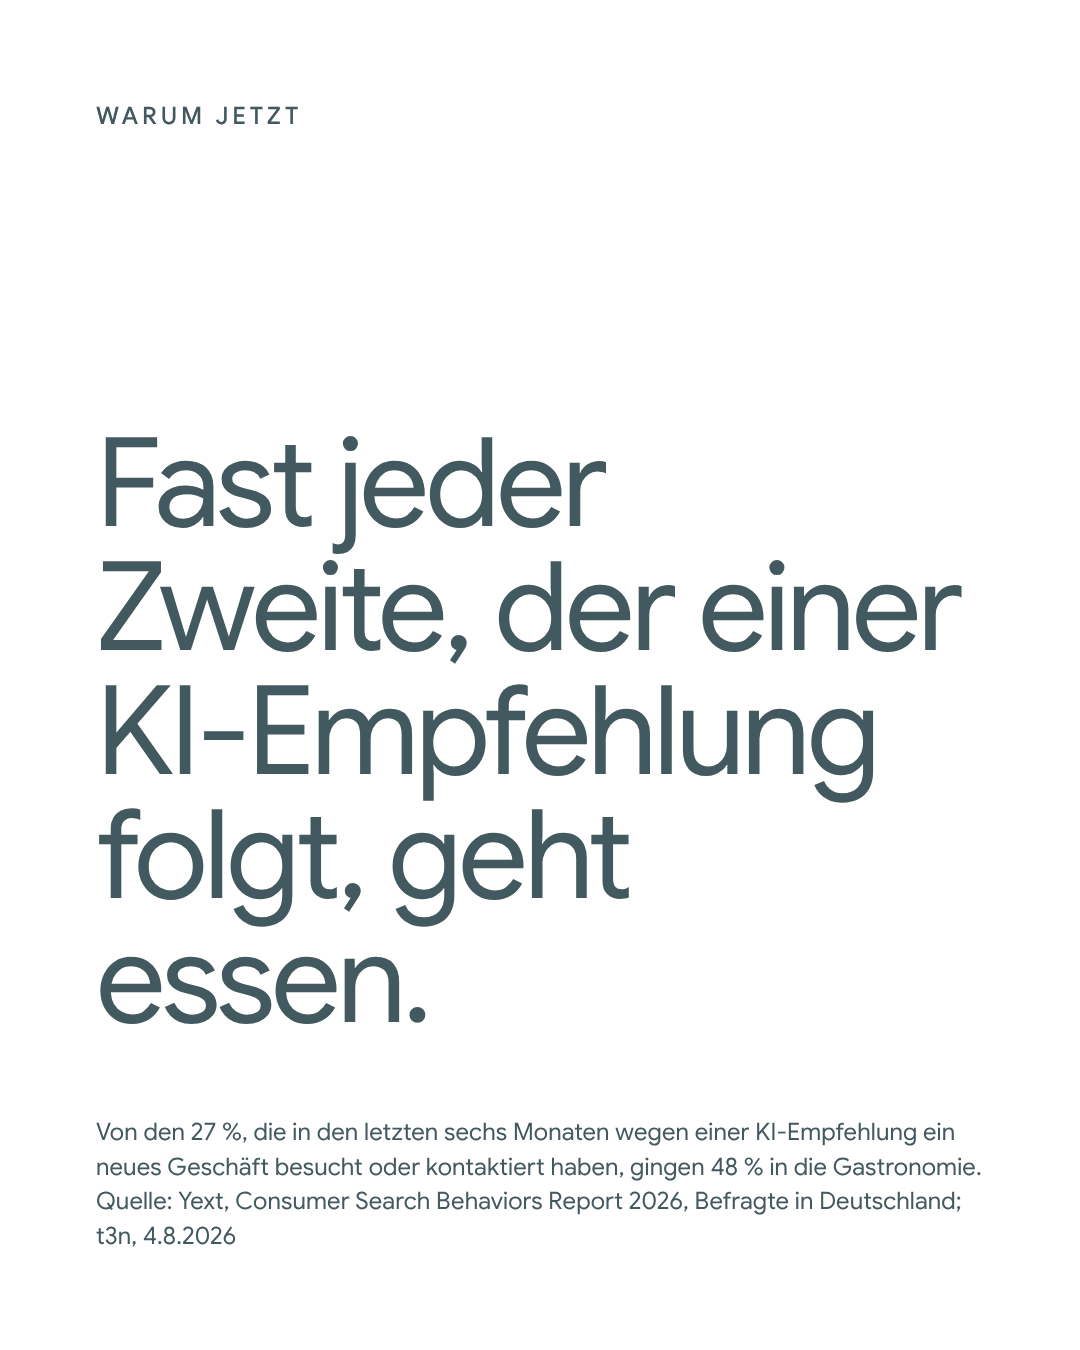 WARUM JETZT
Fast jeder
Zweite, der einer
KI-Empfehlung
folgt, geht
essen.
Von den 27 %, die in den letzten sechs Monaten wegen einer KI-Empfehlung ein
neues Geschäft besucht oder kontaktiert haben, gingen 48 % in die Gastronomie.
Quelle: Yext, Consumer Search Behaviors Report 2026, Befragte in Deutschland;
t3n, 4.8.2026